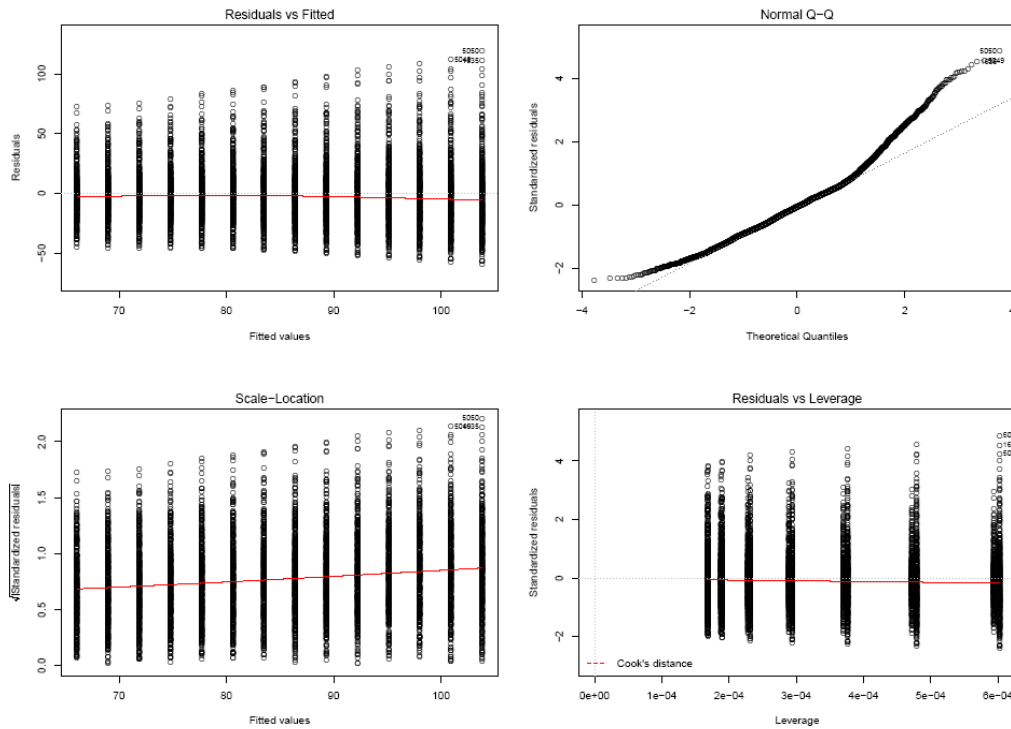 Residuals vs Fitted
Residuals
100
50
0
−50
5050
70
80
90
100
Fitted values
Normal Q−Q
Standardized residuals
4
2
0
−2
5050
−4
−2
0
2
4
Theoretical Quantiles
Scale−Location
√|Standardized residuals|
2.0
1.5
1.0
0.5
0.0
5050
70
80
90
100
Fitted values
Residuals vs Leverage
Standardized residuals
4
2
0
−2
Cook's distance
0e+00
1e−04
2e−04
3e−04
4e−04
5e−04
6e−04
Leverage